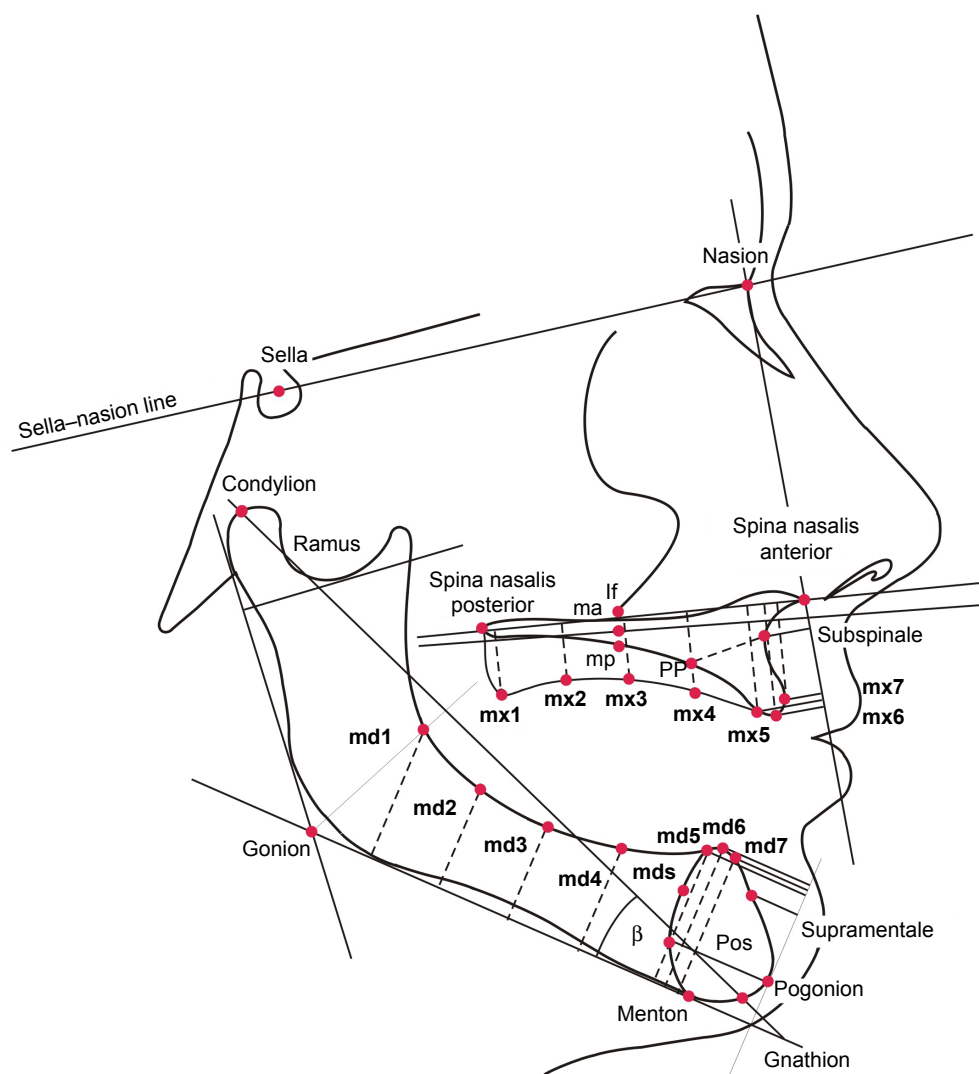 Nasion
Sella
Sella–nasion line
Condylion
Ramus
Spina nasalis
anterior
Spina nasalis
posterior
If
ma
mp
PP
Subspinale
mx1
mx2
mx3
mx4
mx5
mx7
mx6
md1
md2
md3
md4
md5
md6
md7
mds
Gonion
β
Pos
Supramentale
Pogonion
Menton
Gnathion